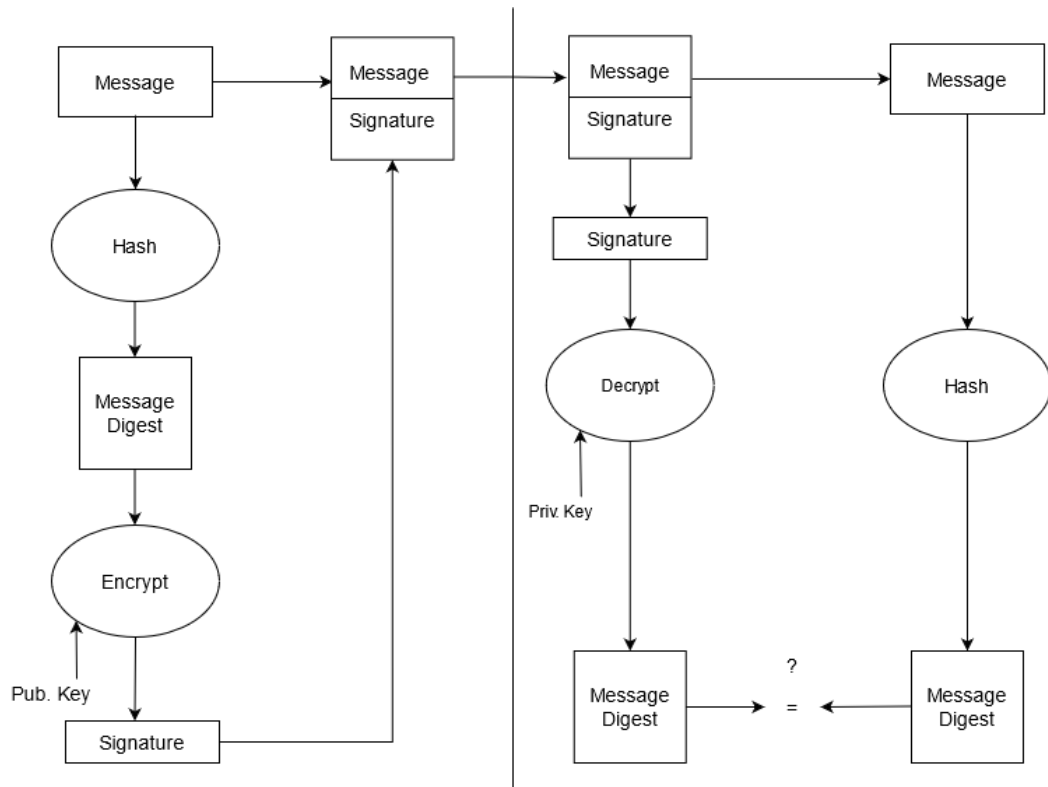 Message
Hash
Message
Digest
Encrypt
Pub. Key
Signature
Message
Signature
Message
Signature
Signature
Decrypt
Priv. Key
Message
Digest
?
=
Message
Hash
Message
Digest